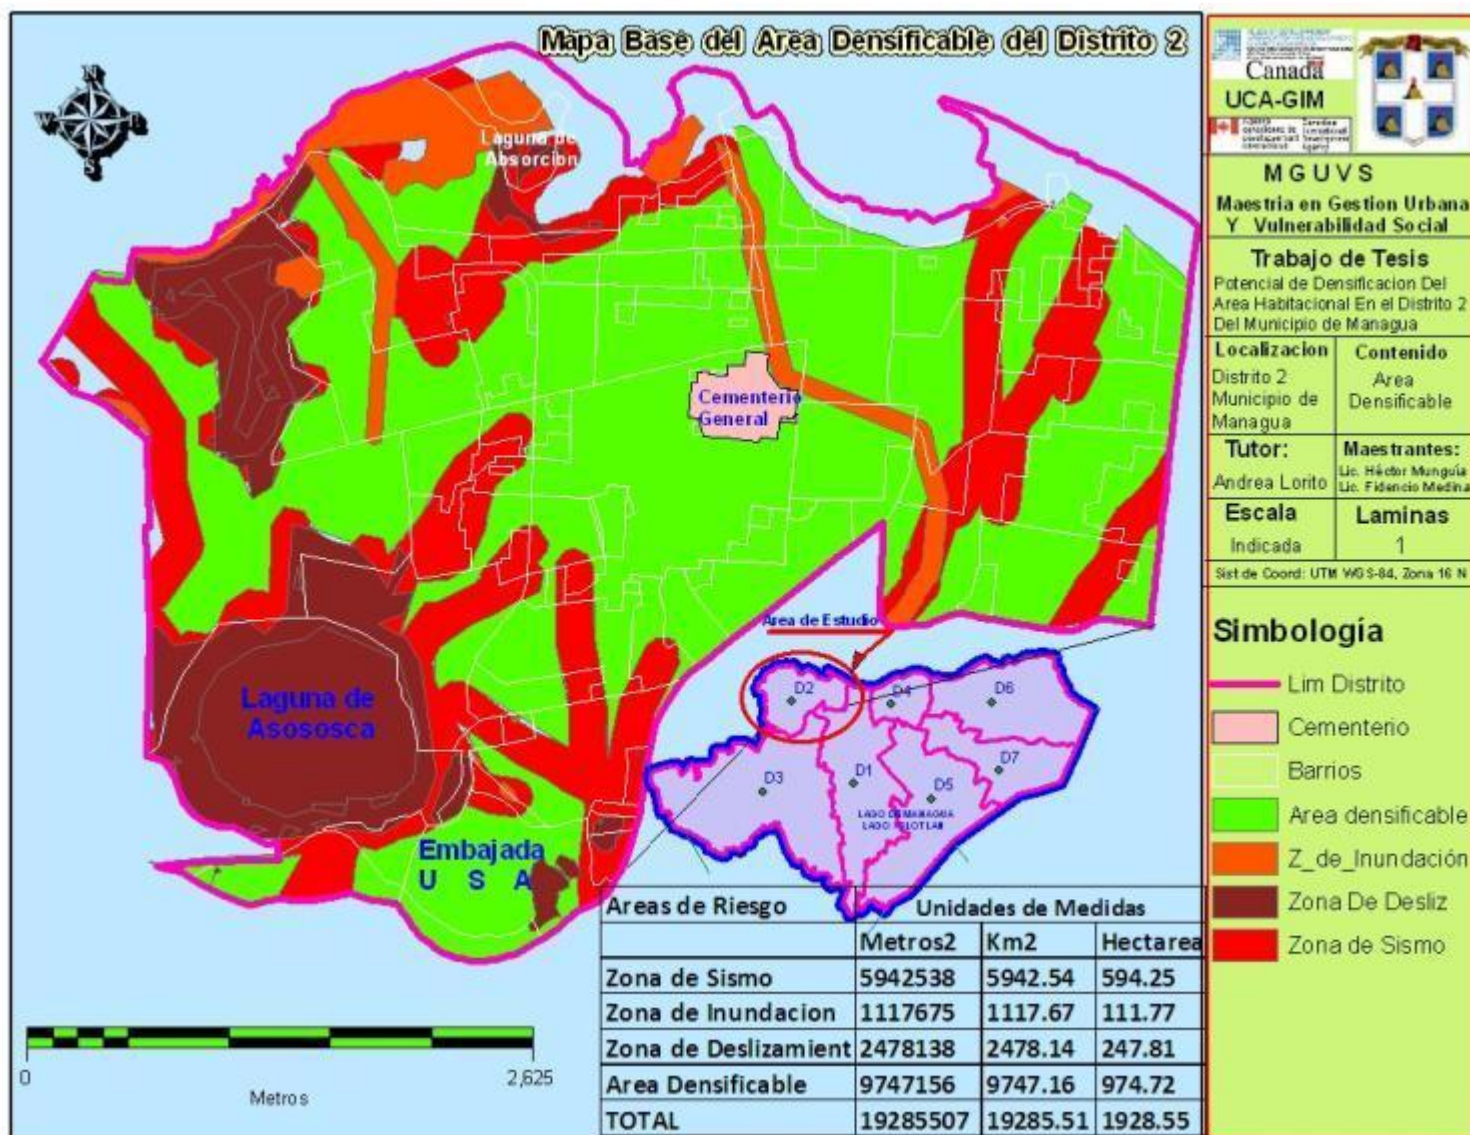 Mapa Base del Area Densificable del Distrito 2
N
W
E
S
Laguna de
Absorcion
Cementerio
General
Area de Estudio
Laguna de
Asososca
Embajada
U S A
D2
D4
D6
D3
D1
D5
D7
LAGO DE MANAGUA
Areas de Riesgo Unidades de Medidas
Metros2 Km2 Hectarea
Zona de Sismo 5942538 5942.54 594.25
Zona de Inundacion 1117675 1117.67 111.77
Zona de Deslizamient 2478138 2478.14 247.81
Area Densificable 9747156 9747.16 974.72
TOTAL 19285507 19285.51 1928.55
0 2,625
Metros
Canada
UCA-GIM
M G U V S
Maestria en Gestion Urbana
Y Vulnerabilidad Social
Trabajo de Tesis
Potencial de Densificacion Del
Area Habitacional En el Distrito 2
Del Municipio de Managua
Localizacion Contenido
Distrito 2 Area
Municipio de Densificable
Managua
Tutor: Maestrantes:
Andrea Lorito Lic. Héctor Munguia
Lic. Fidencio Medina
Escala Laminas
Indicada 1
Sist de Coord: UTM WGS-84, Zona 16 N
Simbología
Lim Distrito
Cementerio
Barrios
Area densificable
Z_de_Inundación
Zona De Desliz
Zona de Sismo